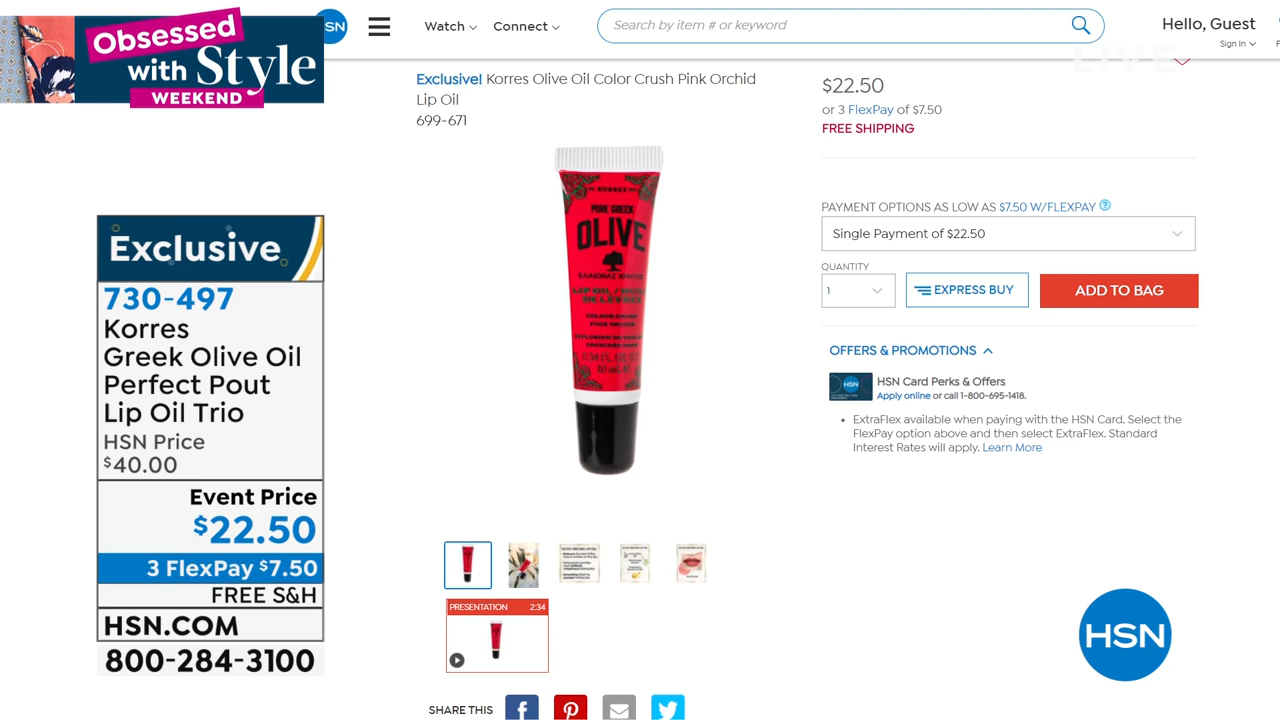 Obsessed
with Style
WEEKEND
SN
Watch
Connect
Search by item # or keyword
Hello, Guest
Sign In
LIVE
Exclusive! Korres Olive Oil Color Crush Pink Orchid
Lip Oil
699-671
$22.50
or 3 FlexPay of $7.50
FREE SHIPPING
PAYMENT OPTIONS AS LOW AS $7.50 W/FLEXPAY ?
Single Payment of $22.50
QUANTITY
1
EXPRESS BUY
ADD TO BAG
OFFERS & PROMOTIONS
HSN
HSN Card Perks & Offers
Apply online or call 1-800-695-1418.
• ExtraFlex available when paying with the HSN Card. Select the
FlexPay option above and then select ExtraFlex. Standard
Interest Rates will apply. Learn More
KORRES
PURE GREEK
OLIVE
Exclusive
730-497
Korres
Greek Olive Oil
Perfect Pout
Lip Oil Trio
HSN Price
$40.00
Event Price
$22.50
3 FlexPay $7.50
FREE S&H
HSN.COM
800-284-3100
PRESENTATION 2:34
SHARE THIS
HSN